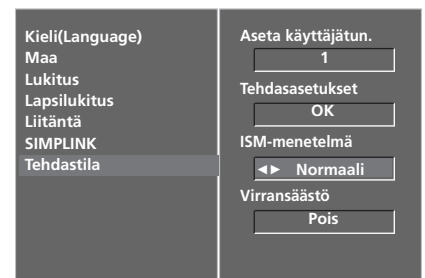 Kieli(Language)
Maa
Lukitus
Lapsilukitus
Liitäntä
SIMPLINK
Tehdastila
Aseta käyttäjätun.
1
Tehdasasetukset
OK
ISM-menetelmä
◄► Normaali
Virransäästö
Pois